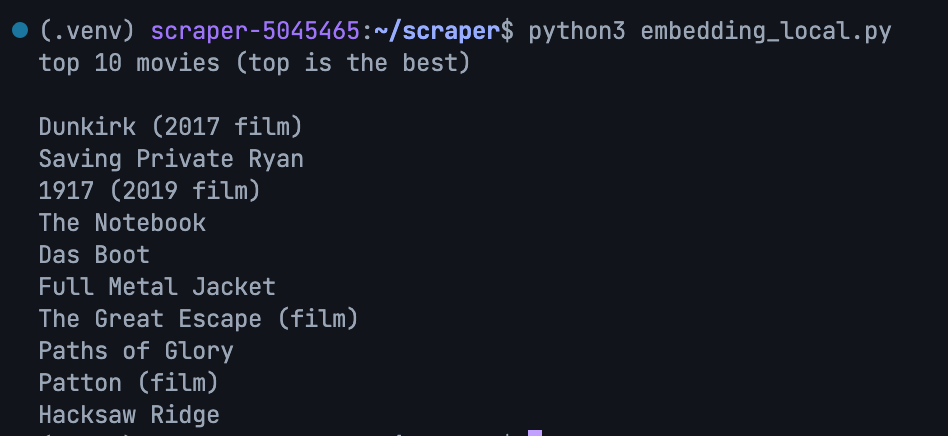 (.venv) scraper-5045465:~/scraper$ python3 embedding_local.py
top 10 movies (top is the best)
Dunkirk (2017 film)
Saving Private Ryan
1917 (2019 film)
The Notebook
Das Boot
Full Metal Jacket
The Great Escape (film)
Paths of Glory
Patton (film)
Hacksaw Ridge